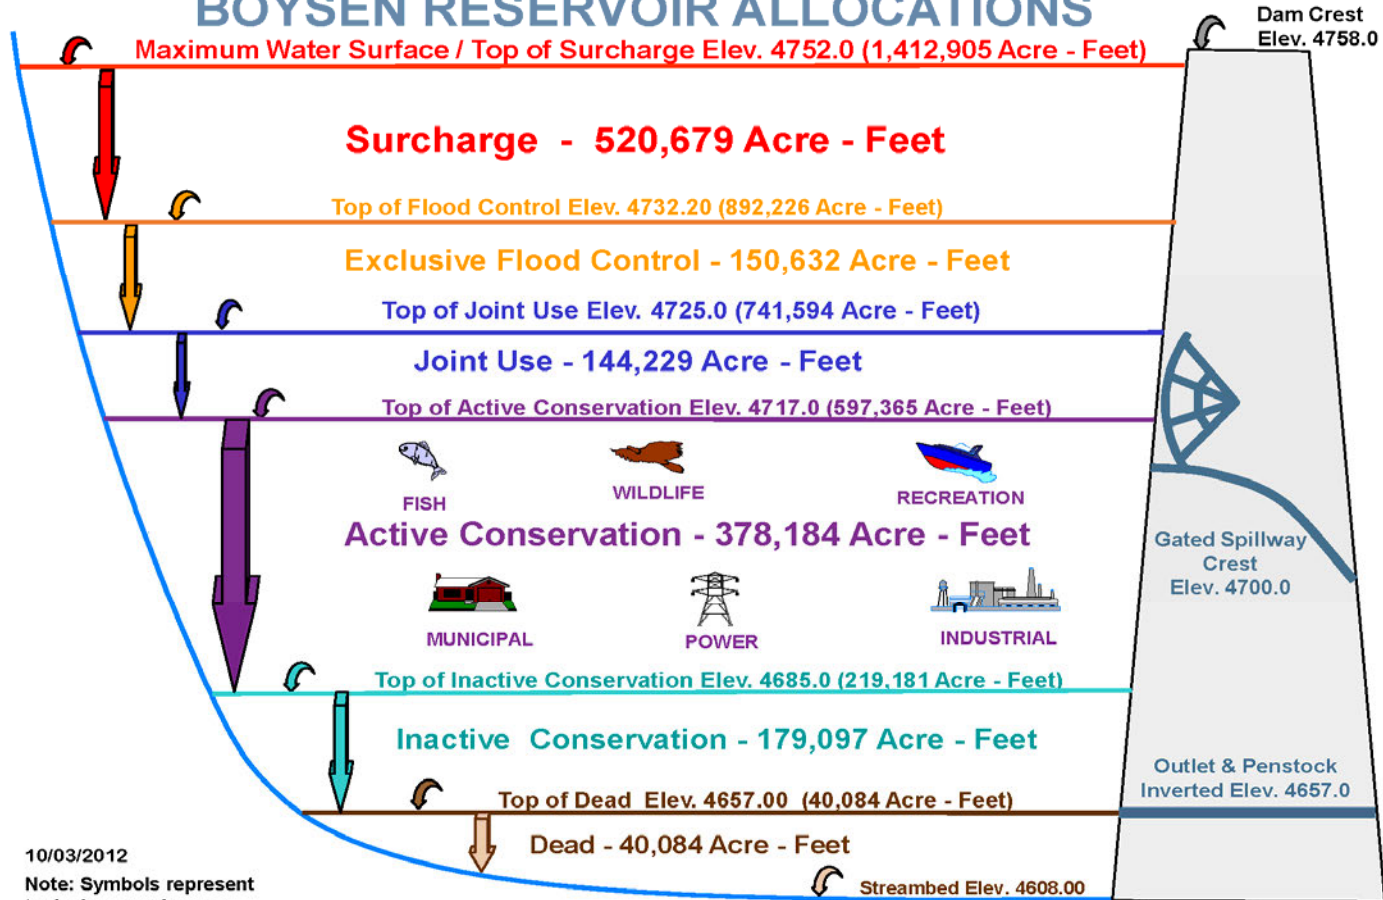 BOYSEN RESERVOIR ALLOCATIONS
Dam Crest
Elev. 4758.0
Maximum Water Surface / Top of Surcharge Elev. 4752.0 (1,412,905 Acre - Feet)
Surcharge - 520,679 Acre - Feet
Top of Flood Control Elev. 4732.20 (892,226 Acre - Feet)
Exclusive Flood Control - 150,632 Acre - Feet
Top of Joint Use Elev. 4725.0 (741,594 Acre - Feet)
Joint Use - 144,229 Acre - Feet
Top of Active Conservation Elev. 4717.0 (597,365 Acre - Feet)
FISH
WILDLIFE
RECREATION
Active Conservation - 378,184 Acre - Feet
Gated Spillway
Crest
Elev. 4700.0
MUNICIPAL
POWER
INDUSTRIAL
Top of Inactive Conservation Elev. 4685.0 (219,181 Acre - Feet)
Inactive Conservation - 179,097 Acre - Feet
Outlet & Penstock
Inverted Elev. 4657.0
Top of Dead Elev. 4657.00 (40,084 Acre - Feet)
Dead - 40,084 Acre - Feet
Streambed Elev. 4608.00
10/03/2012
Note: Symbols represent